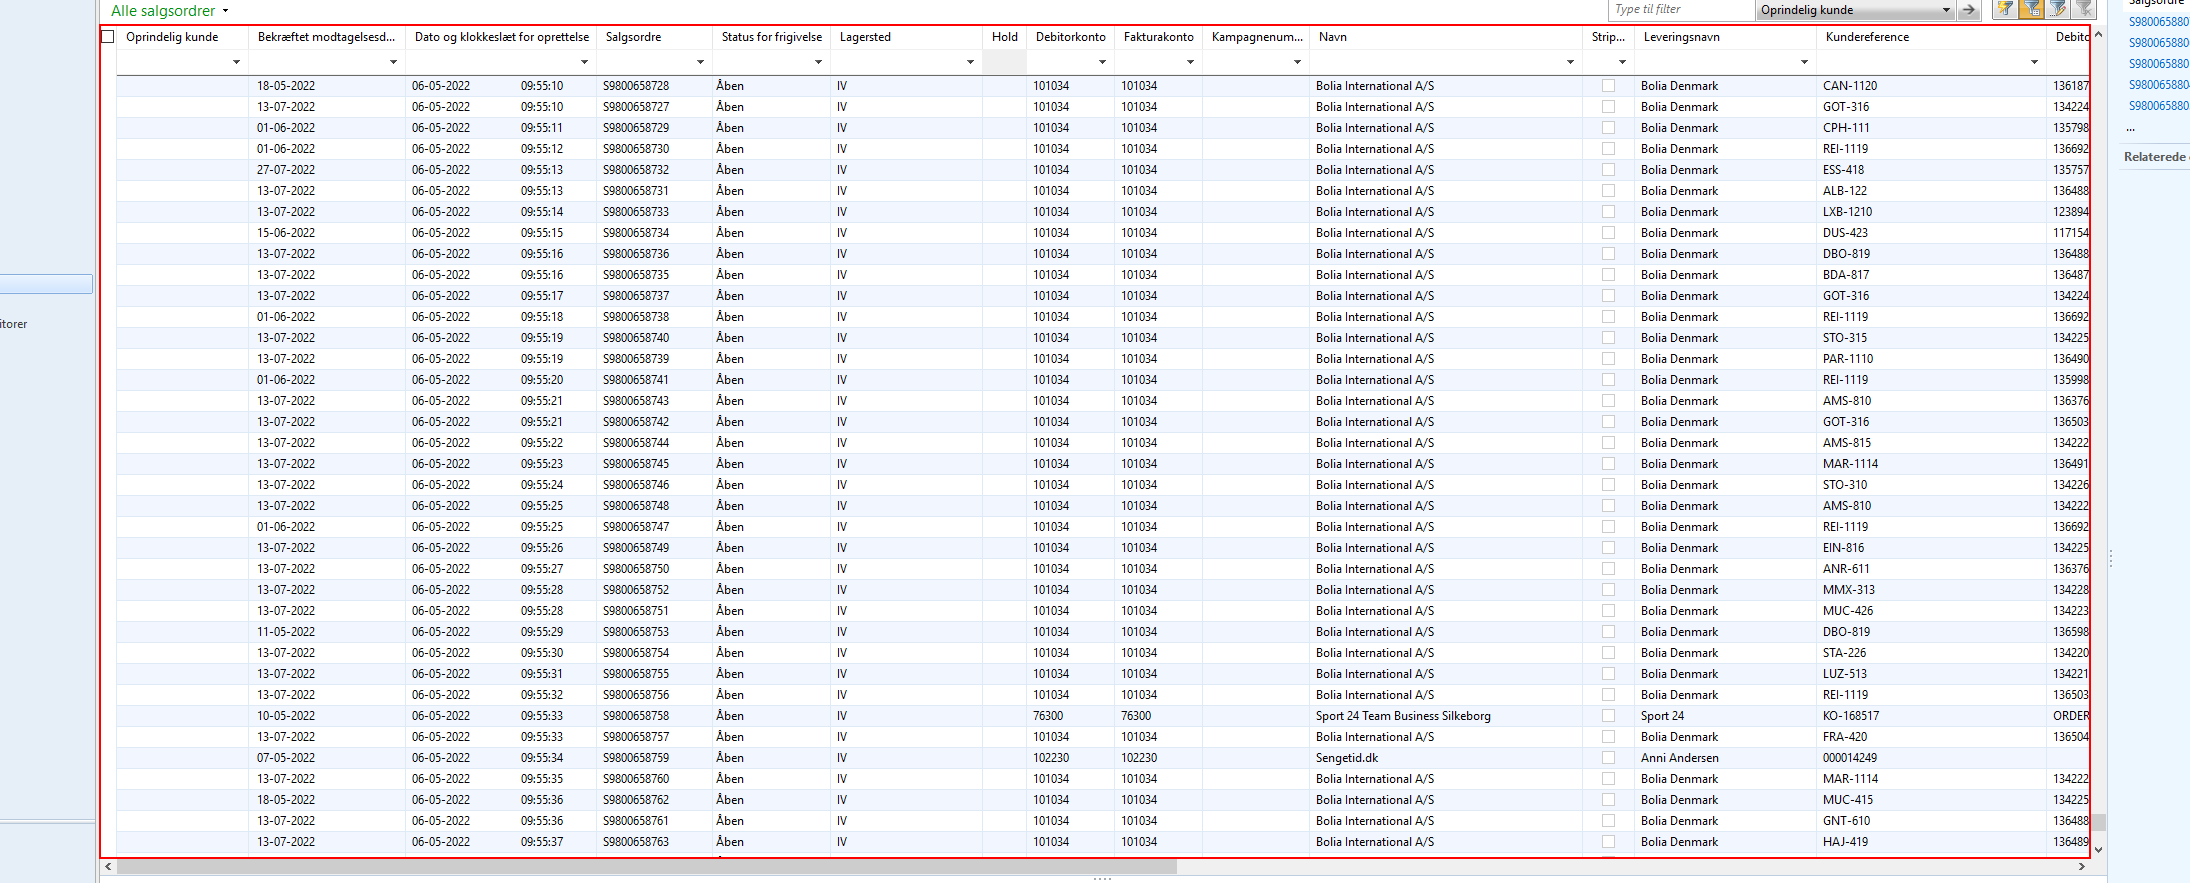 Alle salgsordrer
Type til filter Oprindelig kunde
Salgsordre
Oprindelig kunde Bekræftet modtagelsesd... Dato og klokkeslæt for oprettelse Salgsordre Status for frigivelse Lagersted Hold Debitorkonto Fakturakonto Kampagnenum... Navn Strip... Leveringsnavn Kundereference Debito
18-05-2022 06-05-2022 09:55:10 S9800658728 Åben IV 101034 101034 Bolia International A/S Bolia Denmark CAN-1120 136187
13-07-2022 06-05-2022 09:55:10 S9800658727 Åben IV 101034 101034 Bolia International A/S Bolia Denmark GOT-316 134224
01-06-2022 06-05-2022 09:55:11 S9800658729 Åben IV 101034 101034 Bolia International A/S Bolia Denmark CPH-111 135798
01-06-2022 06-05-2022 09:55:12 S9800658730 Åben IV 101034 101034 Bolia International A/S Bolia Denmark REI-1119 136692
27-07-2022 06-05-2022 09:55:13 S9800658732 Åben IV 101034 101034 Bolia International A/S Bolia Denmark ESS-418 135757
13-07-2022 06-05-2022 09:55:13 S9800658731 Åben IV 101034 101034 Bolia International A/S Bolia Denmark ALB-122 136488
13-07-2022 06-05-2022 09:55:14 S9800658733 Åben IV 101034 101034 Bolia International A/S Bolia Denmark LXB-1210 123894
15-06-2022 06-05-2022 09:55:15 S9800658734 Åben IV 101034 101034 Bolia International A/S Bolia Denmark DUS-423 117154
13-07-2022 06-05-2022 09:55:16 S9800658736 Åben IV 101034 101034 Bolia International A/S Bolia Denmark DBO-819 136488
13-07-2022 06-05-2022 09:55:16 S9800658735 Åben IV 101034 101034 Bolia International A/S Bolia Denmark BDA-817 136487
13-07-2022 06-05-2022 09:55:17 S9800658737 Åben IV 101034 101034 Bolia International A/S Bolia Denmark GOT-316 134224
01-06-2022 06-05-2022 09:55:18 S9800658738 Åben IV 101034 101034 Bolia International A/S Bolia Denmark REI-1119 136692
13-07-2022 06-05-2022 09:55:19 S9800658740 Åben IV 101034 101034 Bolia International A/S Bolia Denmark STO-315 134225
13-07-2022 06-05-2022 09:55:19 S9800658739 Åben IV 101034 101034 Bolia International A/S Bolia Denmark PAR-1110 136490
01-06-2022 06-05-2022 09:55:20 S9800658741 Åben IV 101034 101034 Bolia International A/S Bolia Denmark REI-1119 135998
13-07-2022 06-05-2022 09:55:21 S9800658743 Åben IV 101034 101034 Bolia International A/S Bolia Denmark AMS-810 136376
13-07-2022 06-05-2022 09:55:21 S9800658742 Åben IV 101034 101034 Bolia International A/S Bolia Denmark GOT-316 136503
13-07-2022 06-05-2022 09:55:22 S9800658744 Åben IV 101034 101034 Bolia International A/S Bolia Denmark AMS-815 134222
13-07-2022 06-05-2022 09:55:23 S9800658745 Åben IV 101034 101034 Bolia International A/S Bolia Denmark MAR-1114 136491
13-07-2022 06-05-2022 09:55:24 S9800658746 Åben IV 101034 101034 Bolia International A/S Bolia Denmark STO-310 134226
13-07-2022 06-05-2022 09:55:25 S9800658748 Åben IV 101034 101034 Bolia International A/S Bolia Denmark AMS-810 134222
01-06-2022 06-05-2022 09:55:25 S9800658747 Åben IV 101034 101034 Bolia International A/S Bolia Denmark REI-1119 136692
13-07-2022 06-05-2022 09:55:26 S9800658749 Åben IV 101034 101034 Bolia International A/S Bolia Denmark EIN-816 134225
13-07-2022 06-05-2022 09:55:27 S9800658750 Åben IV 101034 101034 Bolia International A/S Bolia Denmark ANR-611 136376
13-07-2022 06-05-2022 09:55:28 S9800658752 Åben IV 101034 101034 Bolia International A/S Bolia Denmark MMX-313 134228
13-07-2022 06-05-2022 09:55:28 S9800658751 Åben IV 101034 101034 Bolia International A/S Bolia Denmark MUC-426 134223
11-05-2022 06-05-2022 09:55:29 S9800658753 Åben IV 101034 101034 Bolia International A/S Bolia Denmark DBO-819 136598
13-07-2022 06-05-2022 09:55:30 S9800658754 Åben IV 101034 101034 Bolia International A/S Bolia Denmark STA-226 134220
13-07-2022 06-05-2022 09:55:31 S9800658755 Åben IV 101034 101034 Bolia International A/S Bolia Denmark LUZ-513 134221
13-07-2022 06-05-2022 09:55:32 S9800658756 Åben IV 101034 101034 Bolia International A/S Bolia Denmark REI-1119 136503
10-05-2022 06-05-2022 09:55:33 S9800658758 Åben IV 76300 76300 Sport 24 Team Business Silkeborg Sport 24 KO-168517 ORDER
13-07-2022 06-05-2022 09:55:33 S9800658757 Åben IV 101034 101034 Bolia International A/S Bolia Denmark FRA-420 136504
07-05-2022 06-05-2022 09:55:34 S9800658759 Åben IV 102230 102230 Sengetid.dk Anni Andersen 000014249
13-07-2022 06-05-2022 09:55:35 S9800658760 Åben IV 101034 101034 Bolia International A/S Bolia Denmark MAR-1114 134222
18-05-2022 06-05-2022 09:55:36 S9800658762 Åben IV 101034 101034 Bolia International A/S Bolia Denmark MUC-415 134225
13-07-2022 06-05-2022 09:55:36 S9800658761 Åben IV 101034 101034 Bolia International A/S Bolia Denmark GNT-610 136488
13-07-2022 06-05-2022 09:55:37 S9800658763 Åben IV 101034 101034 Bolia International A/S Bolia Denmark HAJ-419 136489
itorer
S980065880
S980065880
S980065880
S980065880
S980065880
...
Relaterede